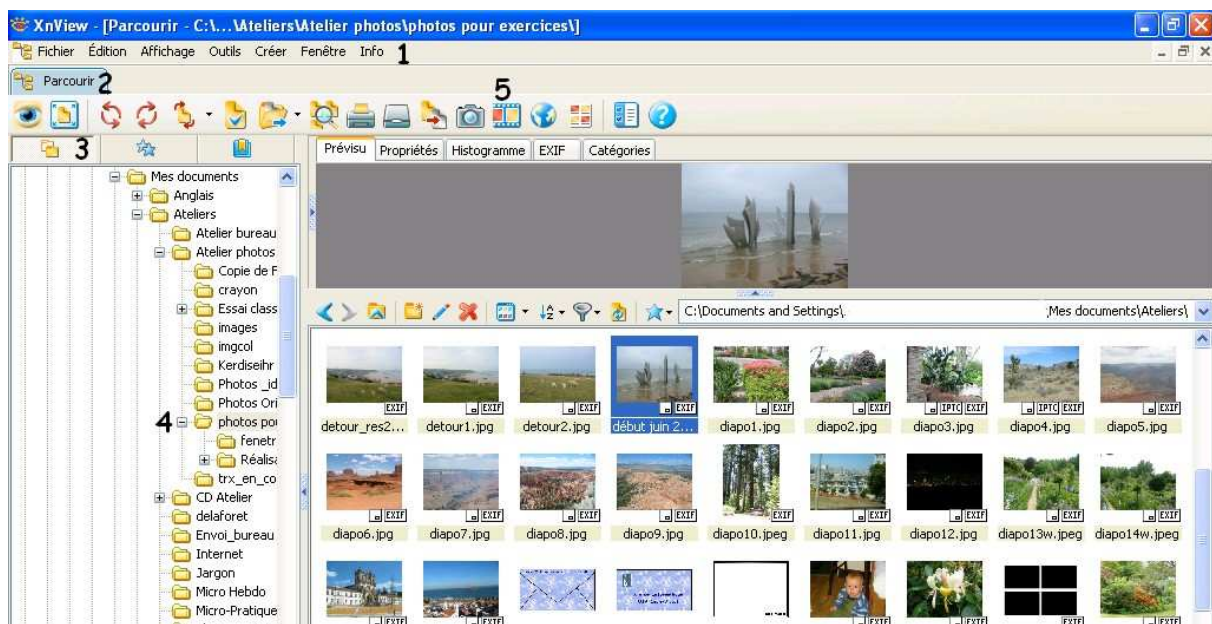 XnView - [Parcourir - C:\...\Ateliers\Atelier photos\photos pour exercices\]
Fichier Édition Affichage Outils Créer Fenêtre Info 1
Parcourir 2
5
3
Prévisu Propriétés Histogramme EXIF Catégories
Mes documents
Anglais
Ateliers
Atelier bureau
Atelier photos
Copie de F
crayon
Essai class
images
imgcol
Kerdiseihr
Photos _id
Photos Ori
4 photos pou
fenetr
Réalisa
trx_en_co
CD Atelier
delaforet
Envoi_bureau
Internet
Jargon
Micro Hebdo
Micro-Pratique
C:\Documents and Settings\ ;Mes documents\Ateliers\
EXIF EXIF EXIF EXIF EXIF EXIF IPTC EXIF IPTC EXIF EXIF
detour_res2... detour1.jpg detour2.jpg début juin 2... diapo1.jpg diapo2.jpg diapo3.jpg diapo4.jpg diapo5.jpg
EXIF EXIF EXIF EXIF EXIF EXIF EXIF EXIF EXIF
diapo6.jpg diapo7.jpg diapo8.jpg diapo9.jpg diapo10.jpeg diapo11.jpg diapo12.jpg diapo13w.jpeg diapo14w.jpeg
EXIF EXIF EXIF EXIF EXIF EXIF